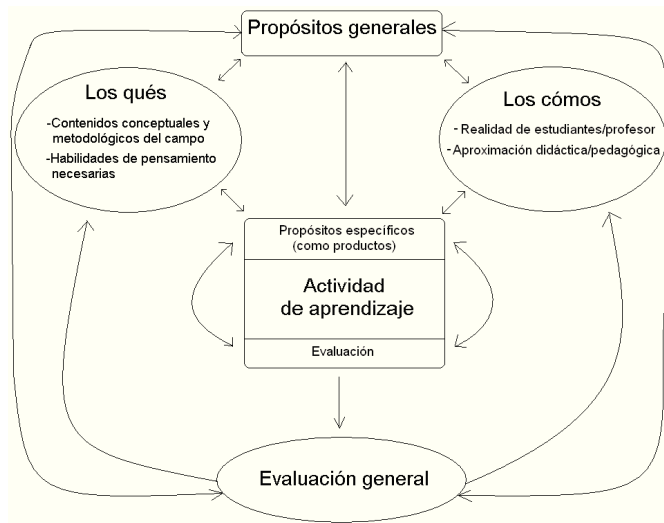 Propósitos generales
Los qués
-Contenidos conceptuales y
metodológicos del campo
-Habilidades de pensamiento
necesarias
Los cómos
- Realidad de estudiantes/profesor
- Aproximación didáctica/pedagógica
Propósitos específicos
(como productos)
Actividad
de aprendizaje
Evaluación
Evaluación general